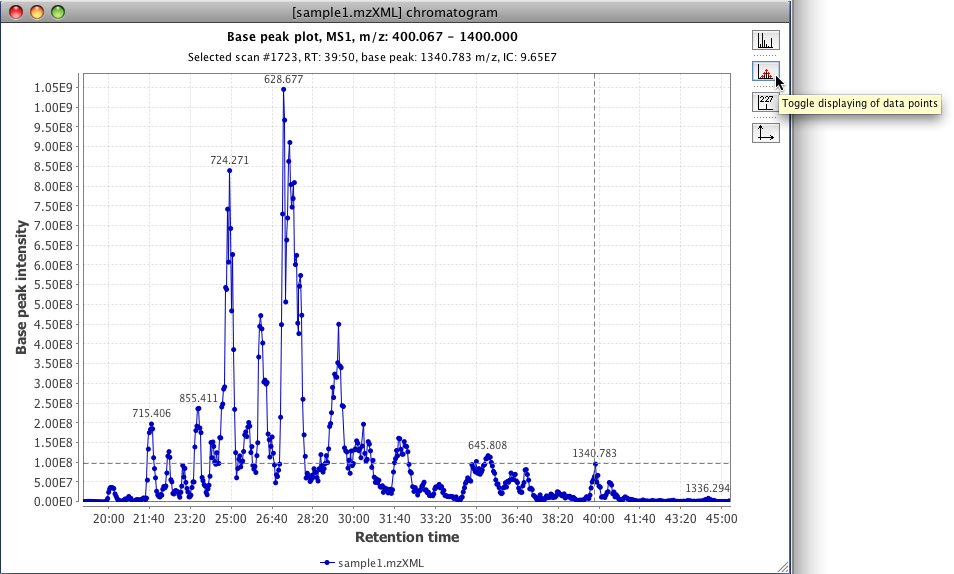 [sample1.mzXML] chromatogram
Base peak plot, MS1, m/z: 400.067 - 1400.000
Selected scan #1723, RT: 39:50, base peak: 1340.783 m/z, IC: 9.65E7
628.677
724.271
855.411
715.406
645.808
1340.783
1336.294
227
Toggle displaying of data points
Base peak intensity
1.05E9
1.00E9
9.50E8
9.00E8
8.50E8
8.00E8
7.50E8
7.00E8
6.50E8
6.00E8
5.50E8
5.00E8
4.50E8
4.00E8
3.50E8
3.00E8
2.50E8
2.00E8
1.50E8
1.00E8
5.00E7
0.00E0
20:00 21:40 23:20 25:00 26:40 28:20 30:00 31:40 33:20 35:00 36:40 38:20 40:00 41:40 43:20 45:00
Retention time
sample1.mzXML